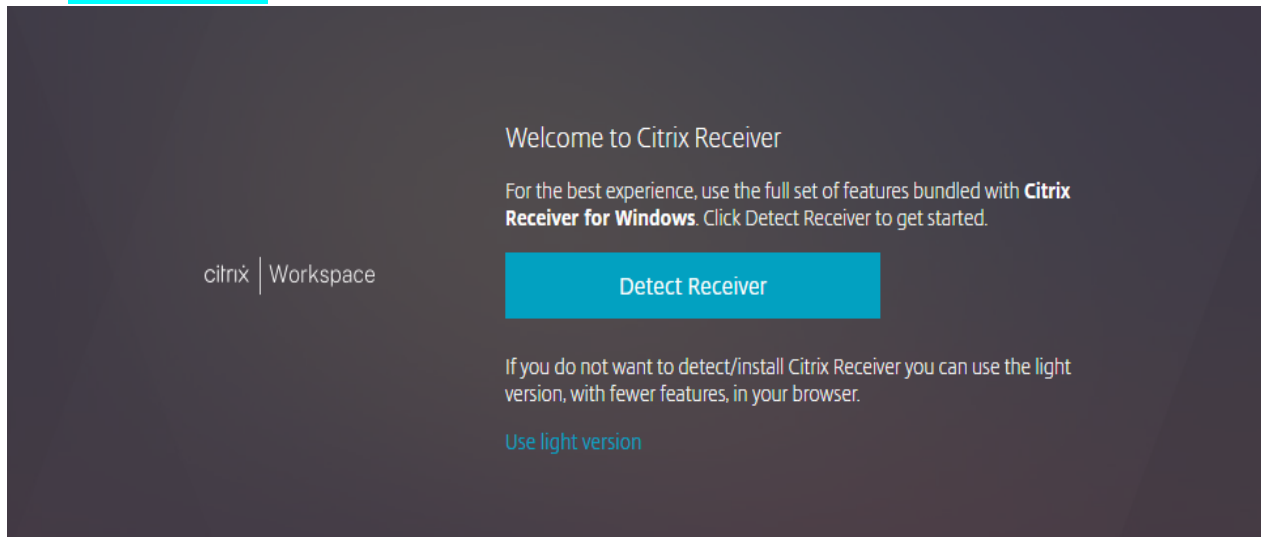 Welcome to Citrix Receiver
For the best experience, use the full set of features bundled with Citrix
Receiver for Windows. Click Detect Receiver to get started.
citrix | Workspace
Detect Receiver
If you do not want to detect/install Citrix Receiver you can use the light
version, with fewer features, in your browser.
Use light version